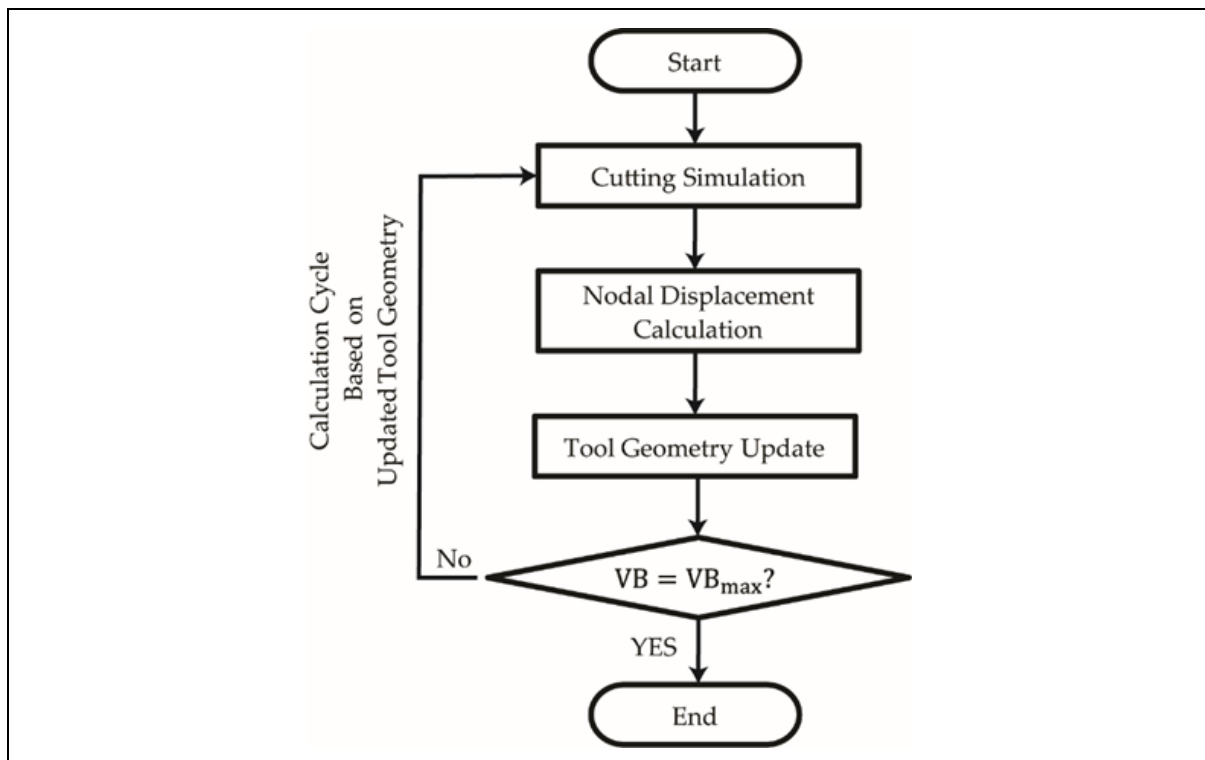 Start
Cutting Simulation
Nodal Displacement
Calculation
Tool Geometry Update
VB = VBmax?
No
YES
End
Calculation Cycle
Based on
Updated Tool Geometry